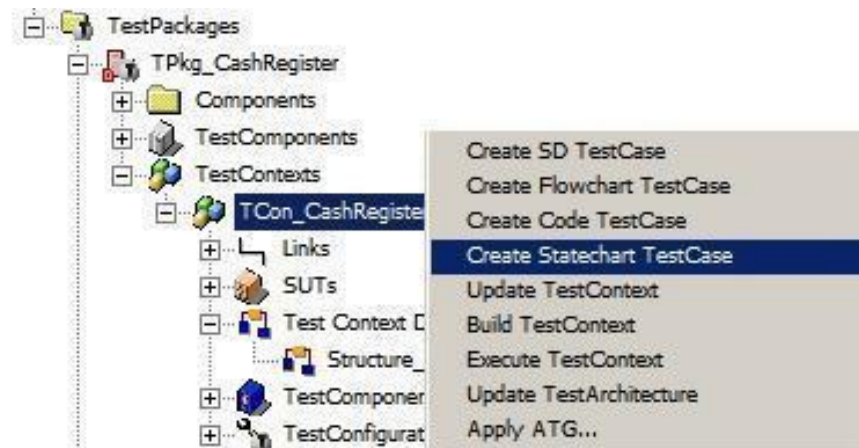 TestPackages
TPkg_CashRegister
Components
TestComponents
TestContexts
TCon_CashRegiste
Links
SUTs
Test Context D
Structure_
TestComponer
TestConfigurat
Create SD TestCase
Create Flowchart TestCase
Create Code TestCase
Create Statechart TestCase
Update TestContext
Build TestContext
Execute TestContext
Update TestArchitecture
Apply ATG...